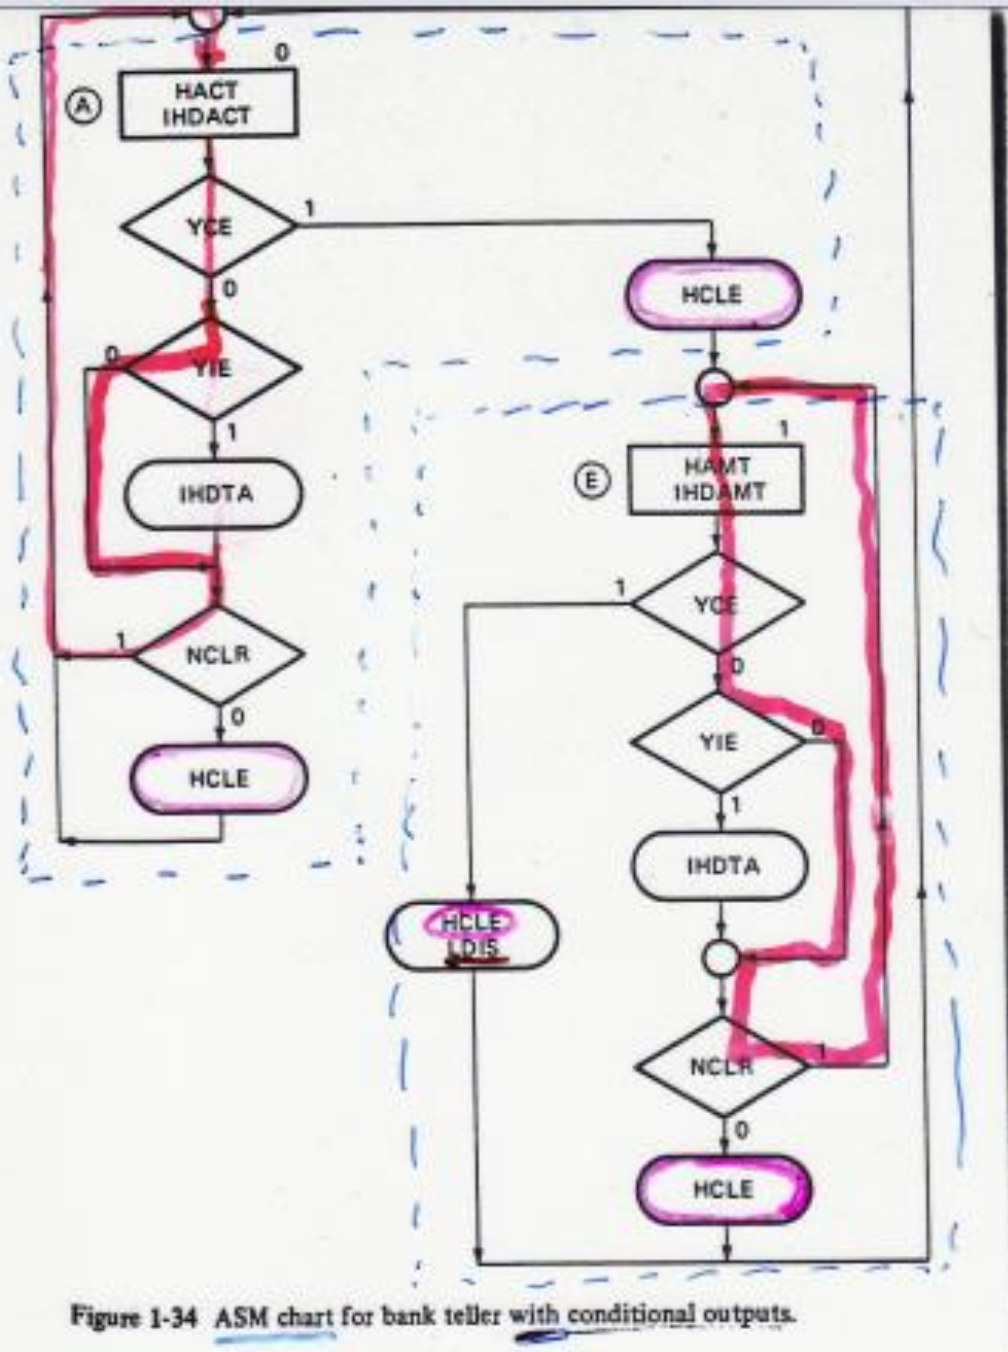 0
A
HACT
IHDACT
YCE
1
0
HCLE
0
YIE
1
1
IHDTA
E
HAMT
IHDAMT
1
YCE
1
NCLR
0
0
YIE
0
HCLE
1
IHDTA
HCLE
LDIS
NCLR
1
0
HCLE
Figure 1-34 ASM chart for bank teller with conditional outputs.